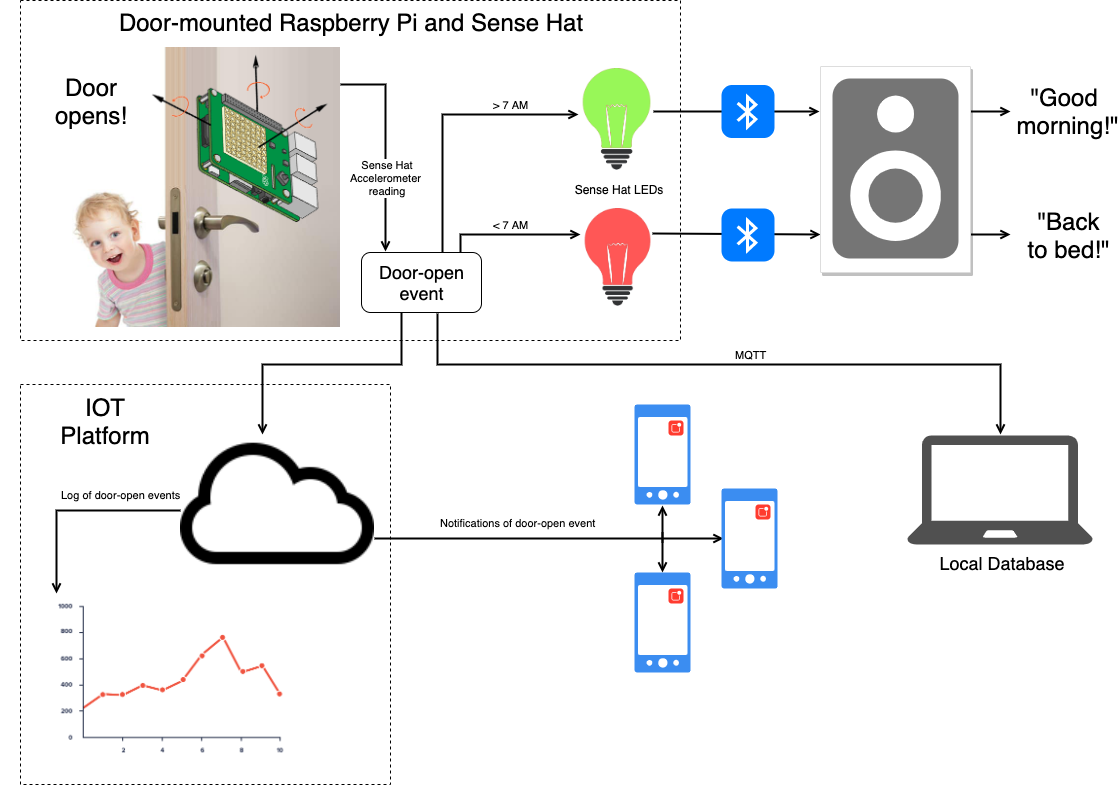 Door-mounted Raspberry Pi and Sense Hat
Door
opens!
Sense Hat
Accelerometer
reading
> 7 AM
Sense Hat LEDs
< 7 AM
"Good
morning!"
"Back
to bed!"
Door-open
event
MQTT
IOT
Platform
Log of door-open events
Notifications of door-open event
Local Database
1000
800
600
400
200
0
2
4
6
8
10